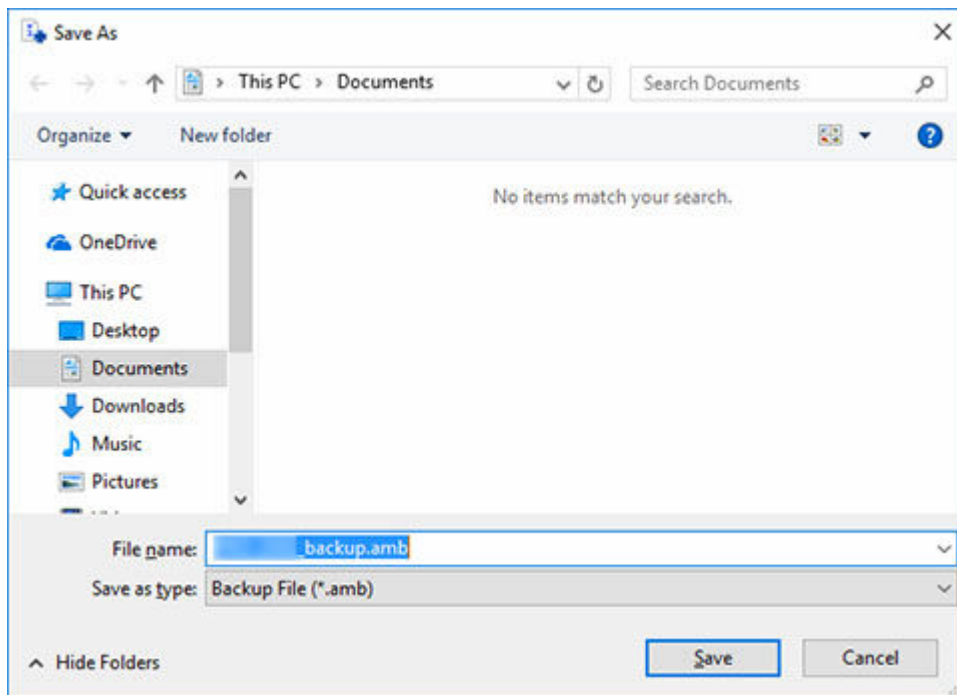 Save As
This PC > Documents
Search Documents
Organize
New folder
Quick access
No items match your search.
OneDrive
This PC
Desktop
Documents
Downloads
Music
Pictures
File name: _backup.amb
Save as type: Backup File (*.amb)
Hide Folders
Save
Cancel